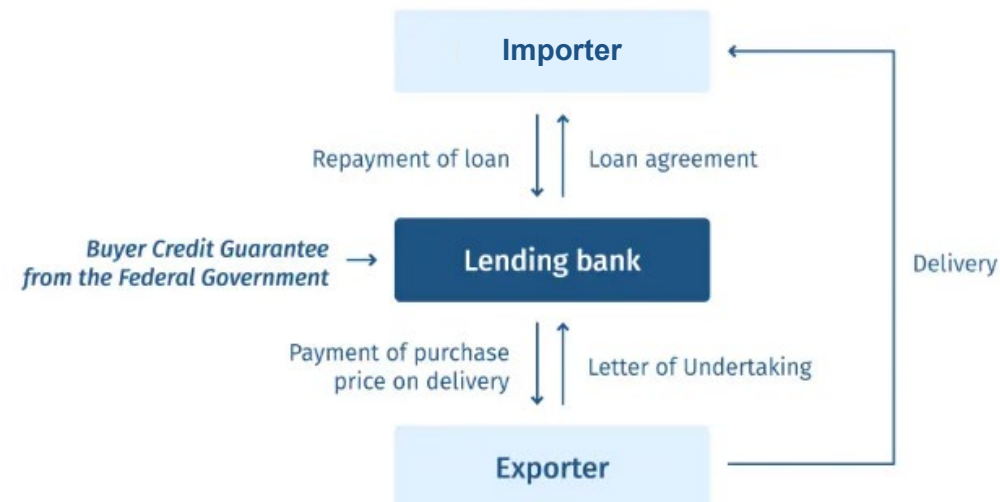 Importer
Repayment of loan
Loan agreement
Buyer Credit Guarantee
from the Federal Government
Lending bank
Delivery
Payment of purchase
price on delivery
Letter of Undertaking
Exporter